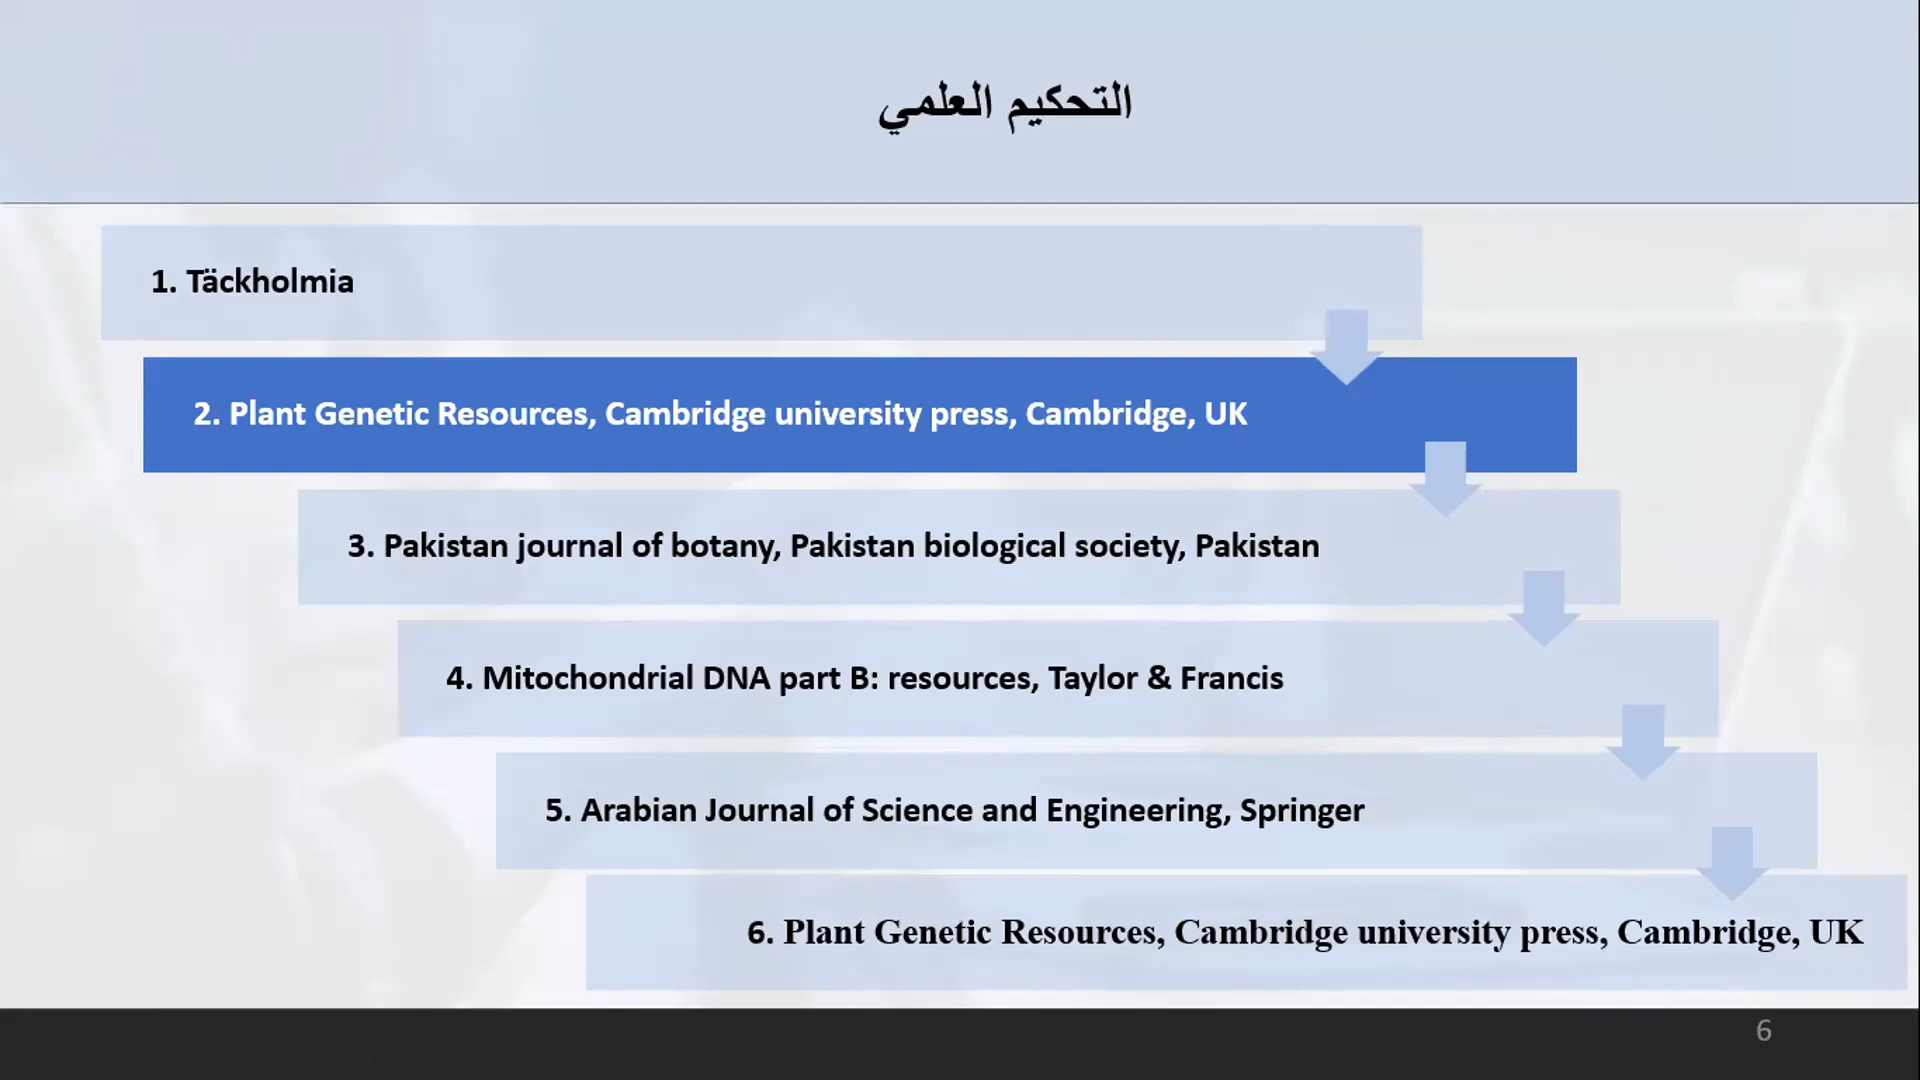 التحكيم العلمي
1. Täckholmia
2. Plant Genetic Resources, Cambridge university press, Cambridge, UK
3. Pakistan journal of botany, Pakistan biological society, Pakistan
4. Mitochondrial DNA part B: resources, Taylor & Francis
5. Arabian Journal of Science and Engineering, Springer
6. Plant Genetic Resources, Cambridge university press, Cambridge, UK
6